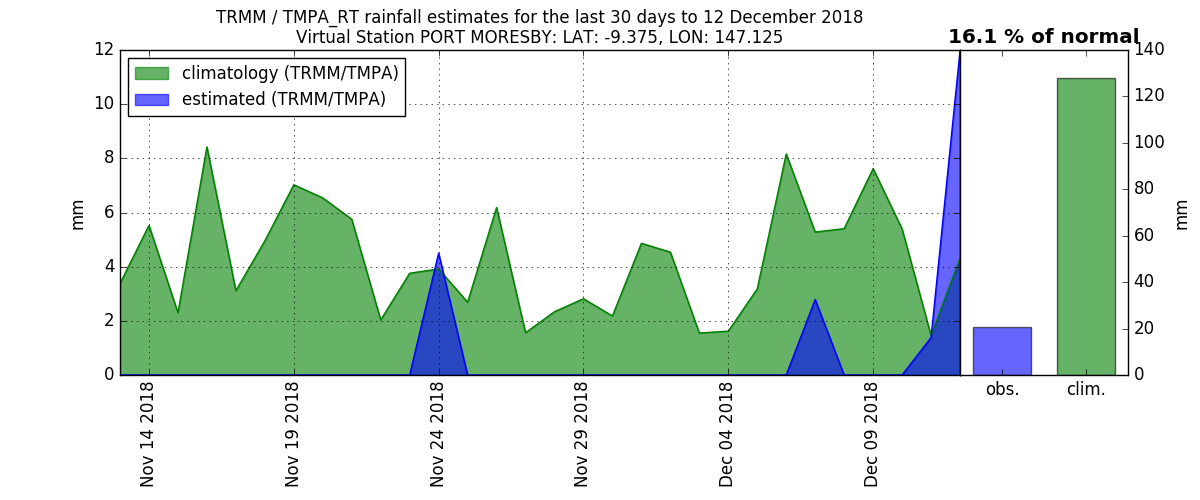 TRMM / TMPA_RT rainfall estimates for the last 30 days to 12 December 2018
Virtual Station PORT MORESBY: LAT: -9.375, LON: 147.125
16.1 % of normal
climatology (TRMM/TMPA)
estimated (TRMM/TMPA)
12
10
8
6
4
2
0
mm
140
120
100
80
60
40
20
0
mm
Nov 14 2018
Nov 19 2018
Nov 24 2018
Nov 29 2018
Dec 04 2018
Dec 09 2018
obs.
clim.